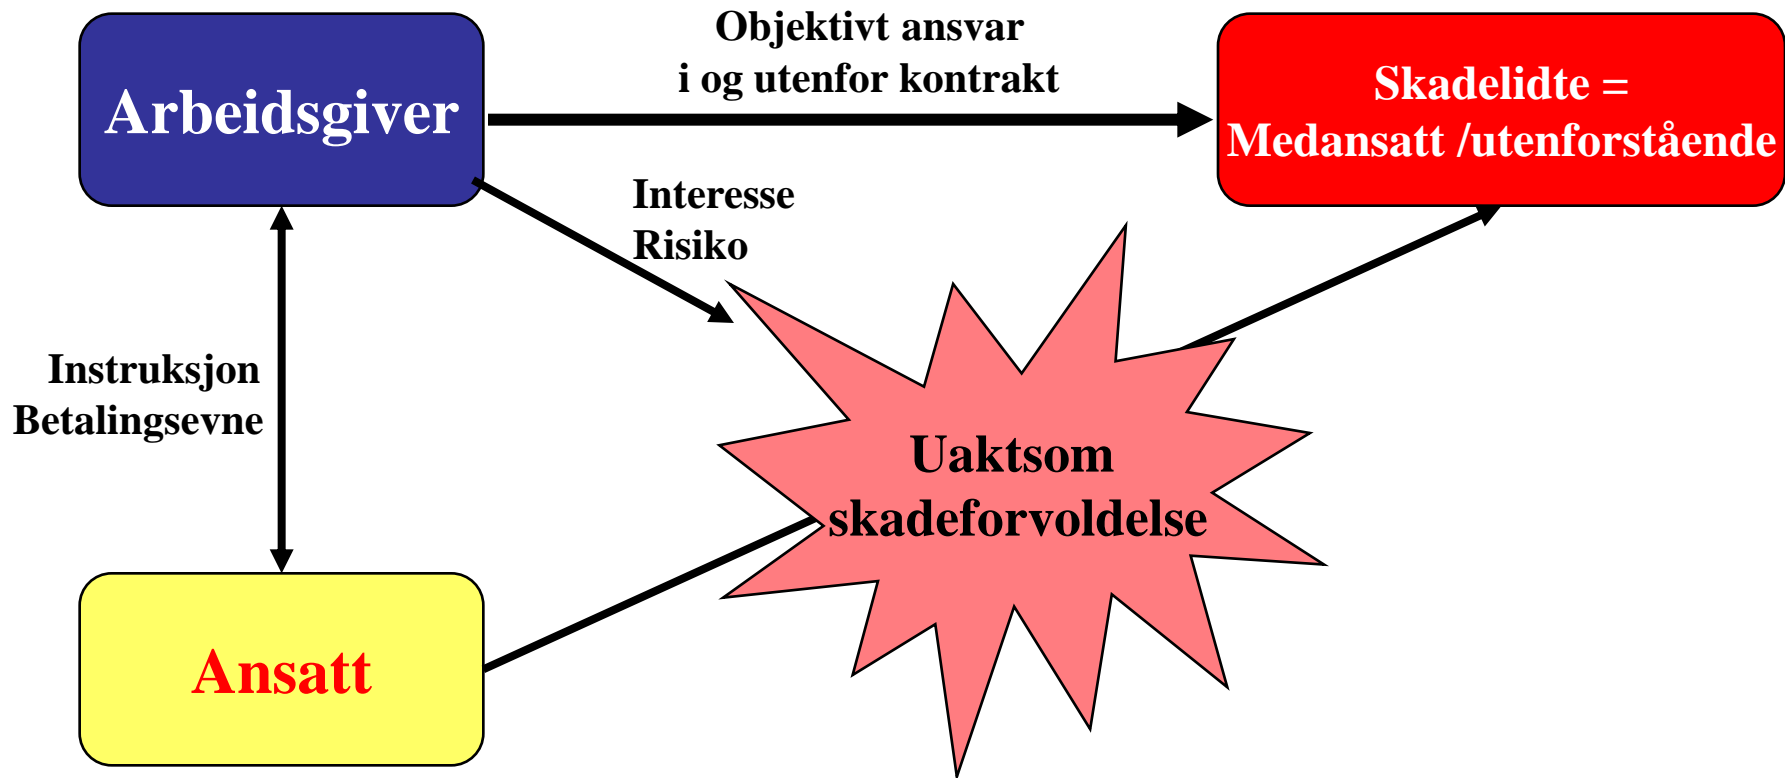 Objektivt ansvar
i og utenfor kontrakt
Arbeidsgiver
Skadelidte =
Medansatt /utenforstående
Interesse
Risiko
Instruksjon
Betalingsevne
Uaktsom
skadeforvoldelse
Ansatt